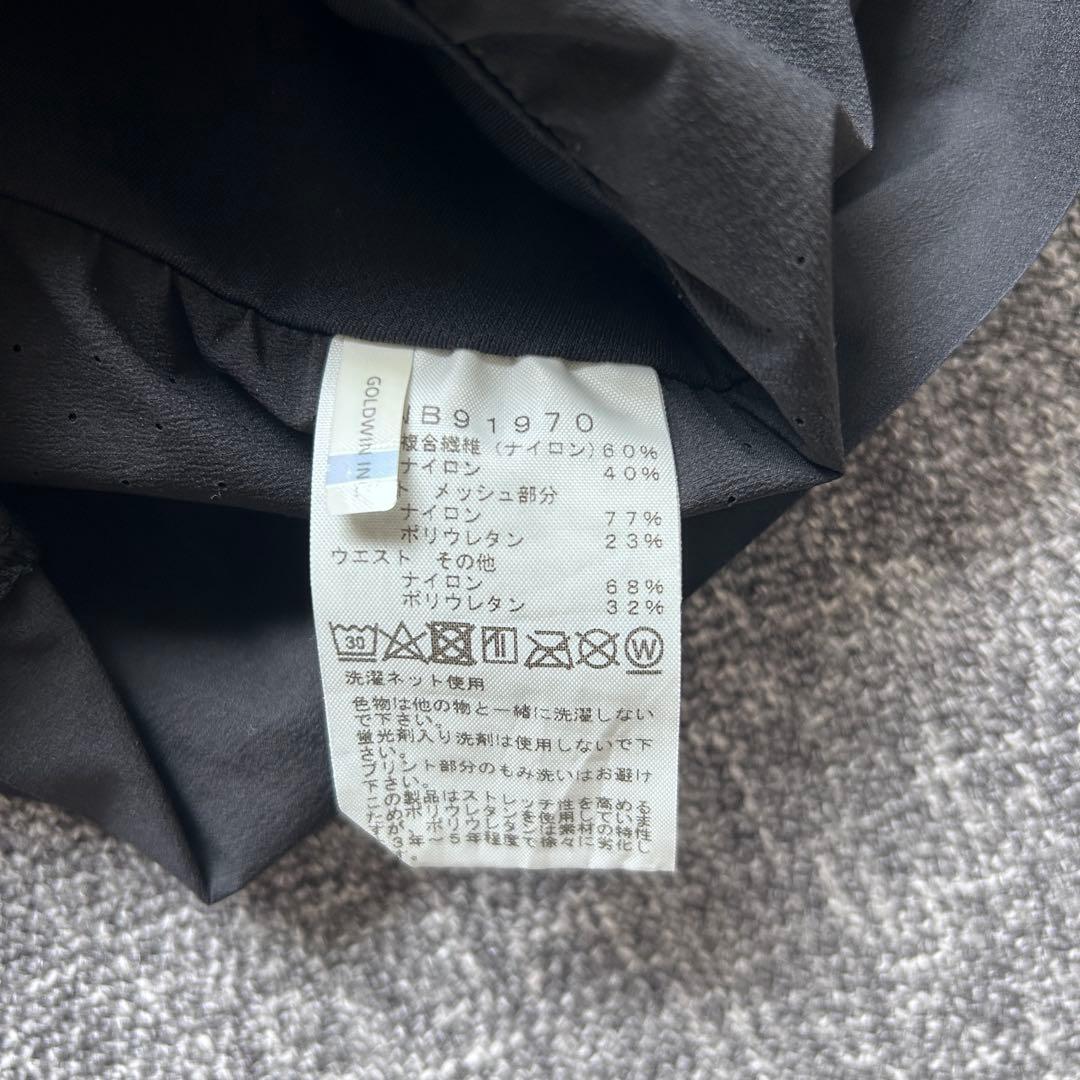 GOLDWIN IN
B91970
複合繊維（ナイロン）60%
ナイロン 40%
ト メッシュ部分
ナイロン 77%
ポリウレタン 23%
ウエスト その他
ナイロン 68%
ポリウレタン 32%
30
W
洗濯ネット使用
色物は他の物と一緒に洗濯しない
で下さい。
蛍光剤入り洗剤は使用しないで下
さい。
プリント部分のもみ洗いはお避け
下さい。
この製品はストレッチ性を高める
ためポリウレタンを使用していま
すが、ポリウレタンは素材の特性
3年～5年程度で徐々に劣化し
す。